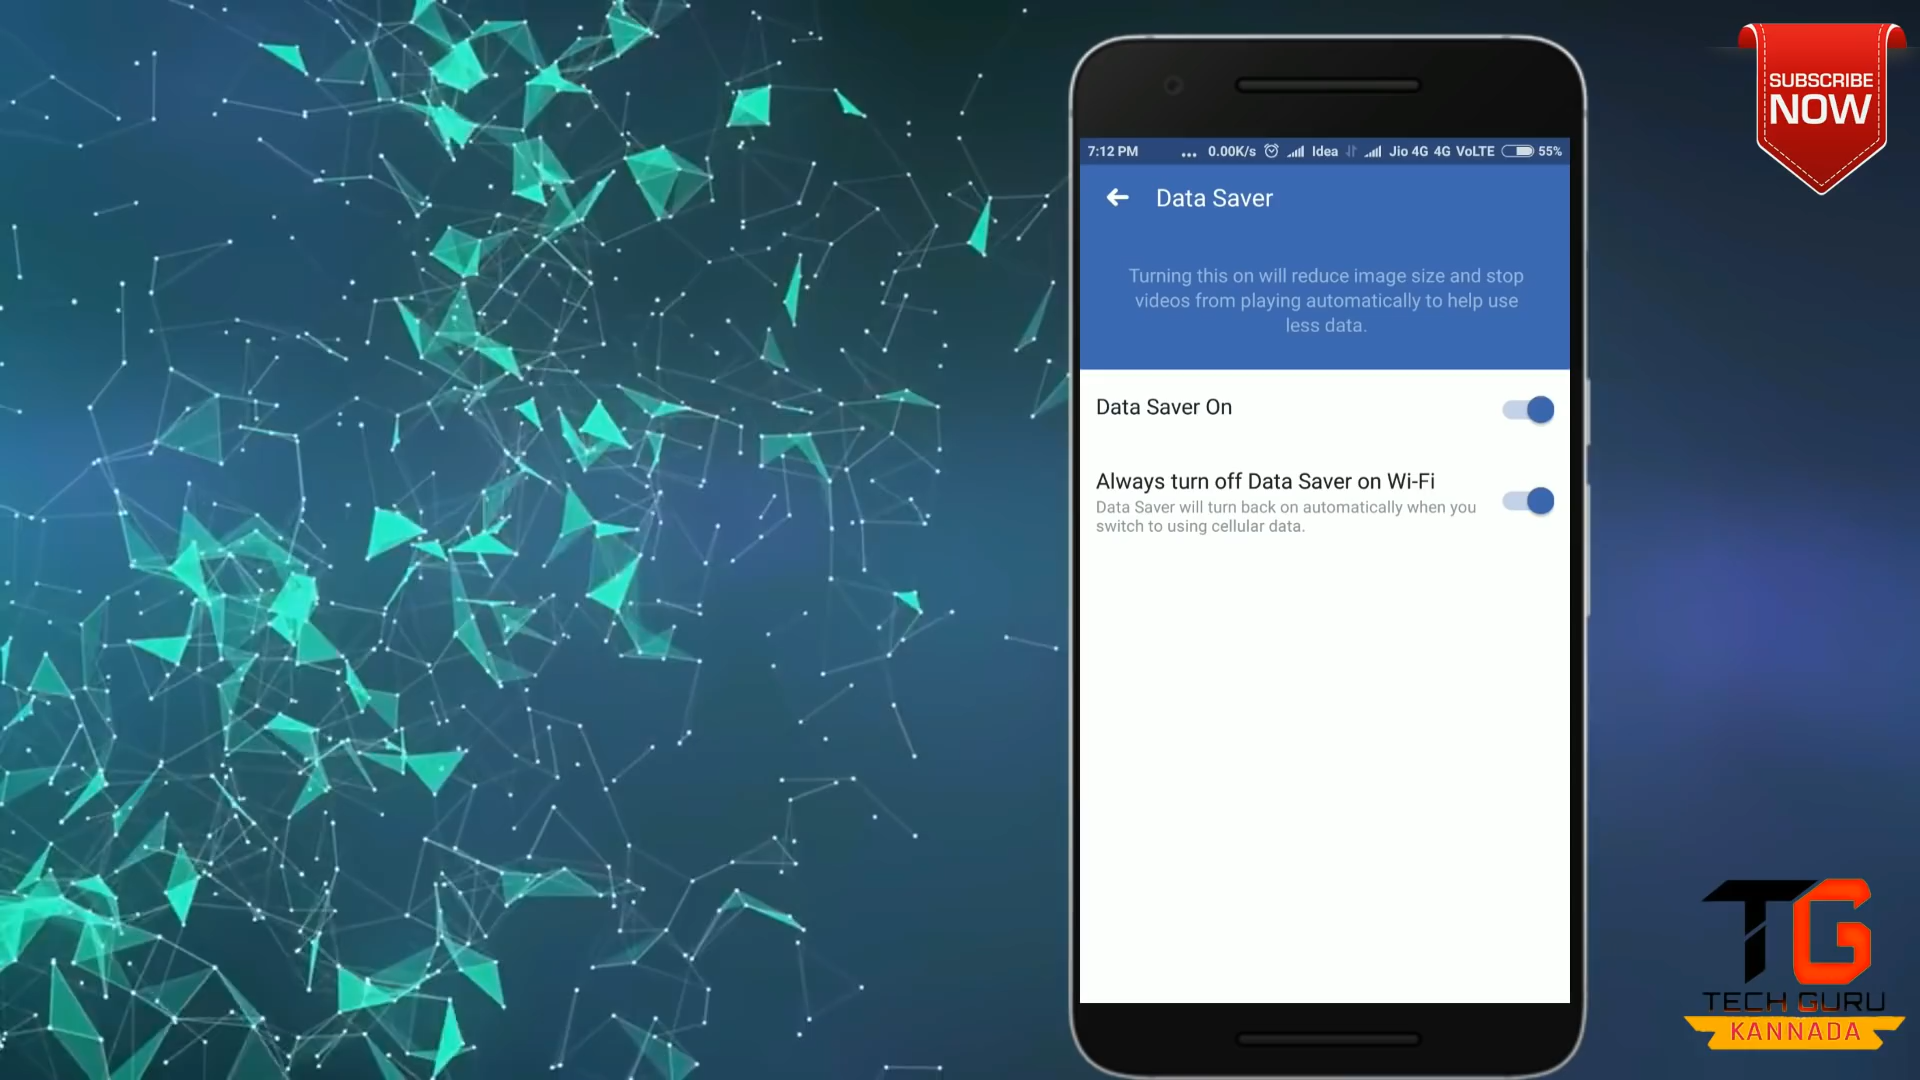 SUBSCRIBE
NOW
7:12 PM ... 0.00K/s Idea Jio 4G 4G VoLTE 55%
Data Saver
Turning this on will reduce image size and stop
videos from playing automatically to help use
less data.
Data Saver On
Always turn off Data Saver on Wi-Fi
Data Saver will turn back on automatically when you
switch to using cellular data.
TG
TECH GURU
KANNADA